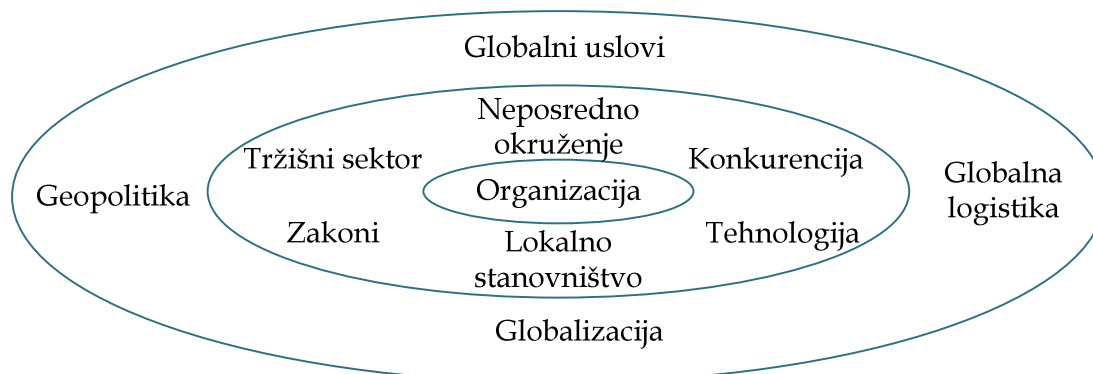 Globalni uslovi
Neposredno
okruženje
Tržišni sektor
Konkurencija
Geopolitika
Organizacija
Globalna
logistika
Zakoni
Tehnologija
Lokalno
stanovništvo
Globalizacija